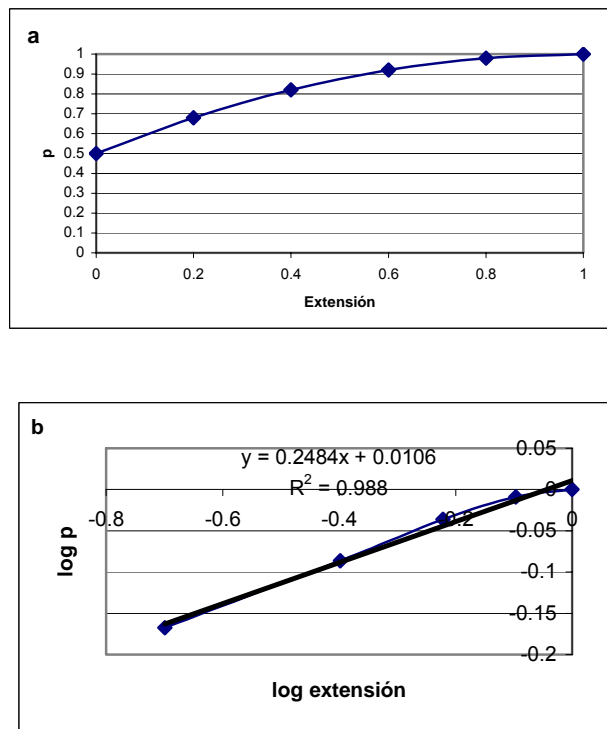 a
1
0.9
0.8
0.7
0.6
0.5
0.4
0.3
0.2
0.1
0
p
0 0.2 0.4 0.6 0.8 1
Extensión
b
y = 0.2484x + 0.0106
R² = 0.988
0.05
0
-0.05
-0.1
-0.15
-0.2
-0.8 -0.6 -0.4 -0.2 0
log p
log extensión